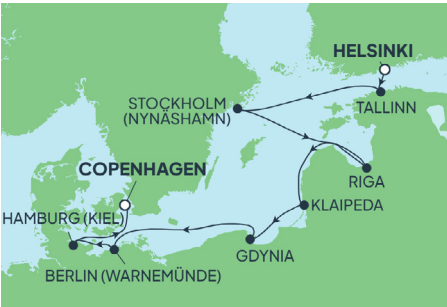 HELSINKI
TALLINN
STOCKHOLM
(NYNÄSHAMN)
RIGA
COPENHAGEN
KLAIPEDA
HAMBURG (KIEL)
GDYNIA
BERLIN (WARNEMÜNDE)